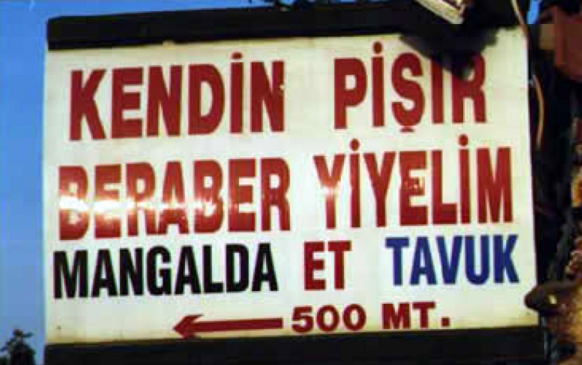 KENDİN PİŞİR
BERABER YİYELİM
MANGALDA ET TAVUK
500 MT.